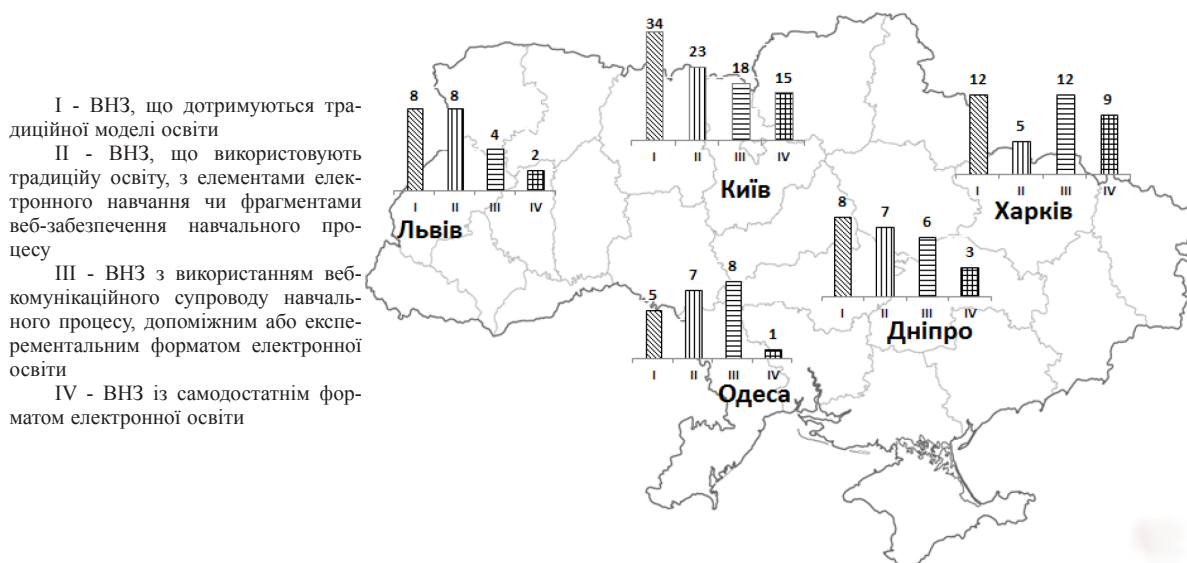 І - ВНЗ, що дотримуються тра-
диційної моделі освіти
ІІ - ВНЗ, що використовують
традиційу освіту, з елементами елек-
тронного навчання чи фрагментами
веб-забезпечення навчального про-
цесу
ІІІ - ВНЗ з використанням веб-
комунікаційного супроводу навчаль-
ного процесу, допоміжним або експе-
рементальним форматом електронної
освіти
IV - ВНЗ із самодостатнім фор-
матом електронної освіти
8 8 4 2
I II III IV
Львів
34 23 18 15
I II III IV
Київ
12 5 12 9
I II III IV
Харків
8 7 6 3
I II III IV
Дніпро
5 7 8 1
I II III IV
Одеса